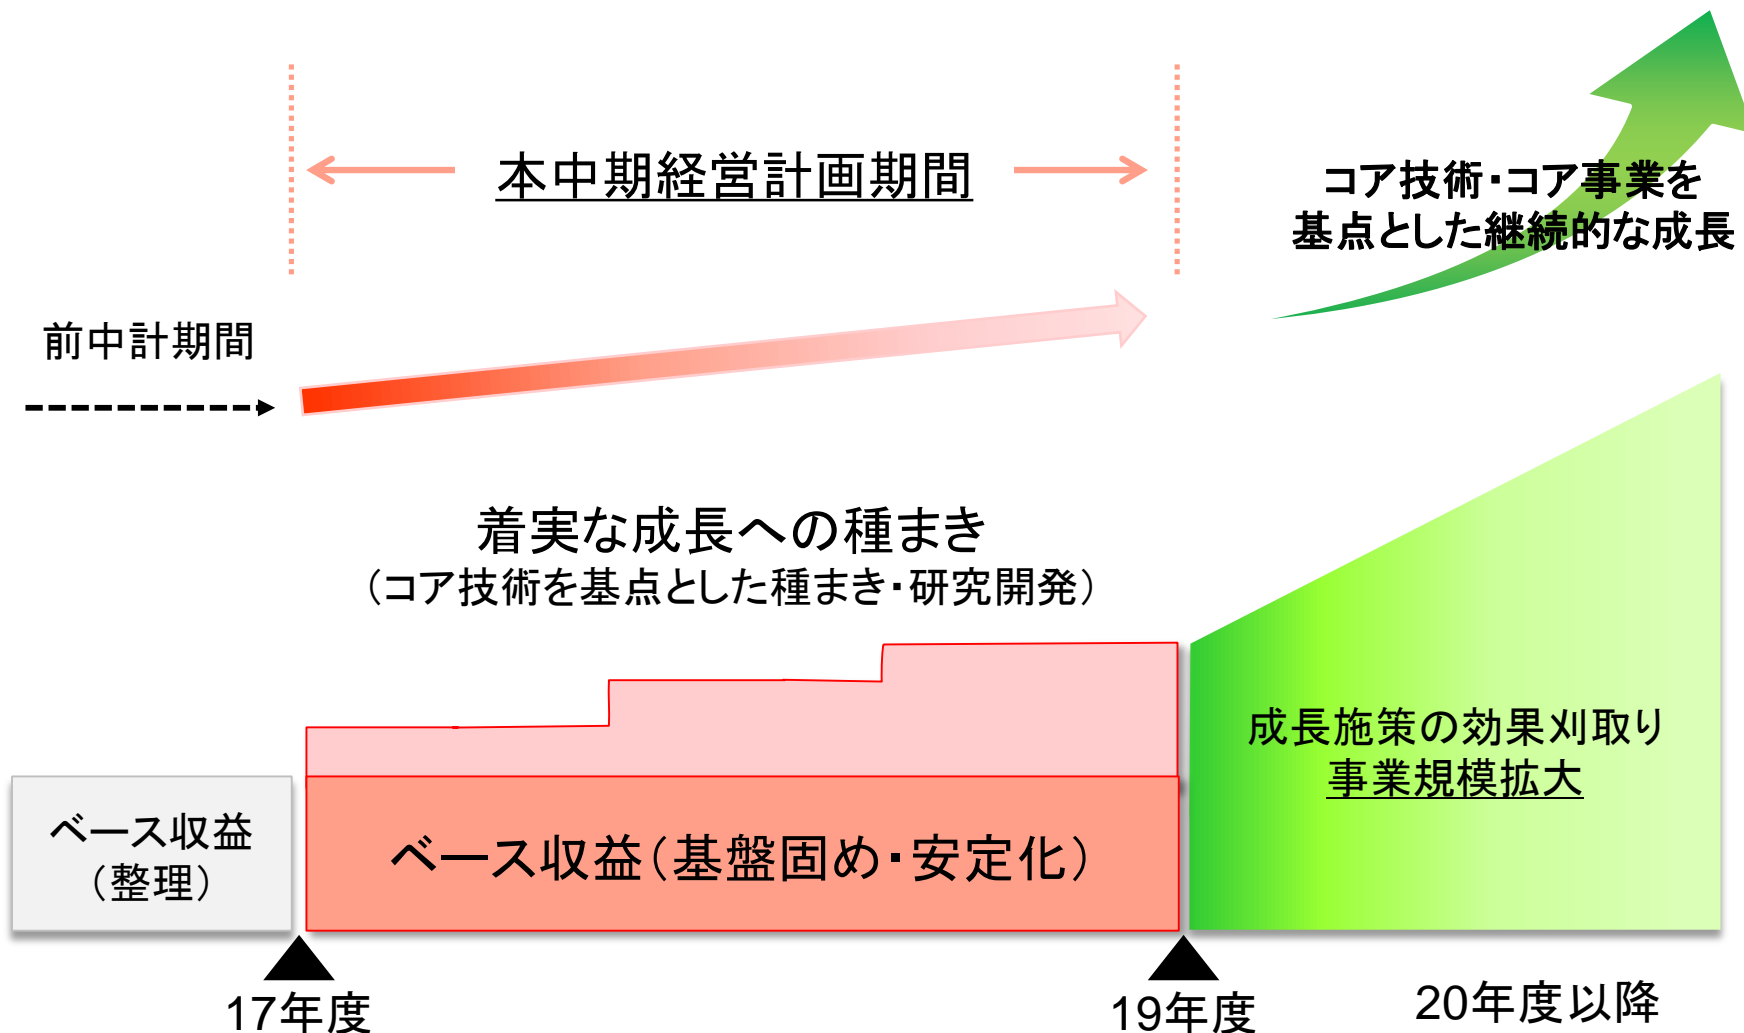 本中期経営計画期間
コア技術・コア事業を
基点とした継続的な成長
前中計期間
着実な成長への種まき
（コア技術を基点とした種まき・研究開発）
成長施策の効果刈取り
事業規模拡大
ベース収益
（整理）
ベース収益（基盤固め・安定化）
17年度
19年度
20年度以降